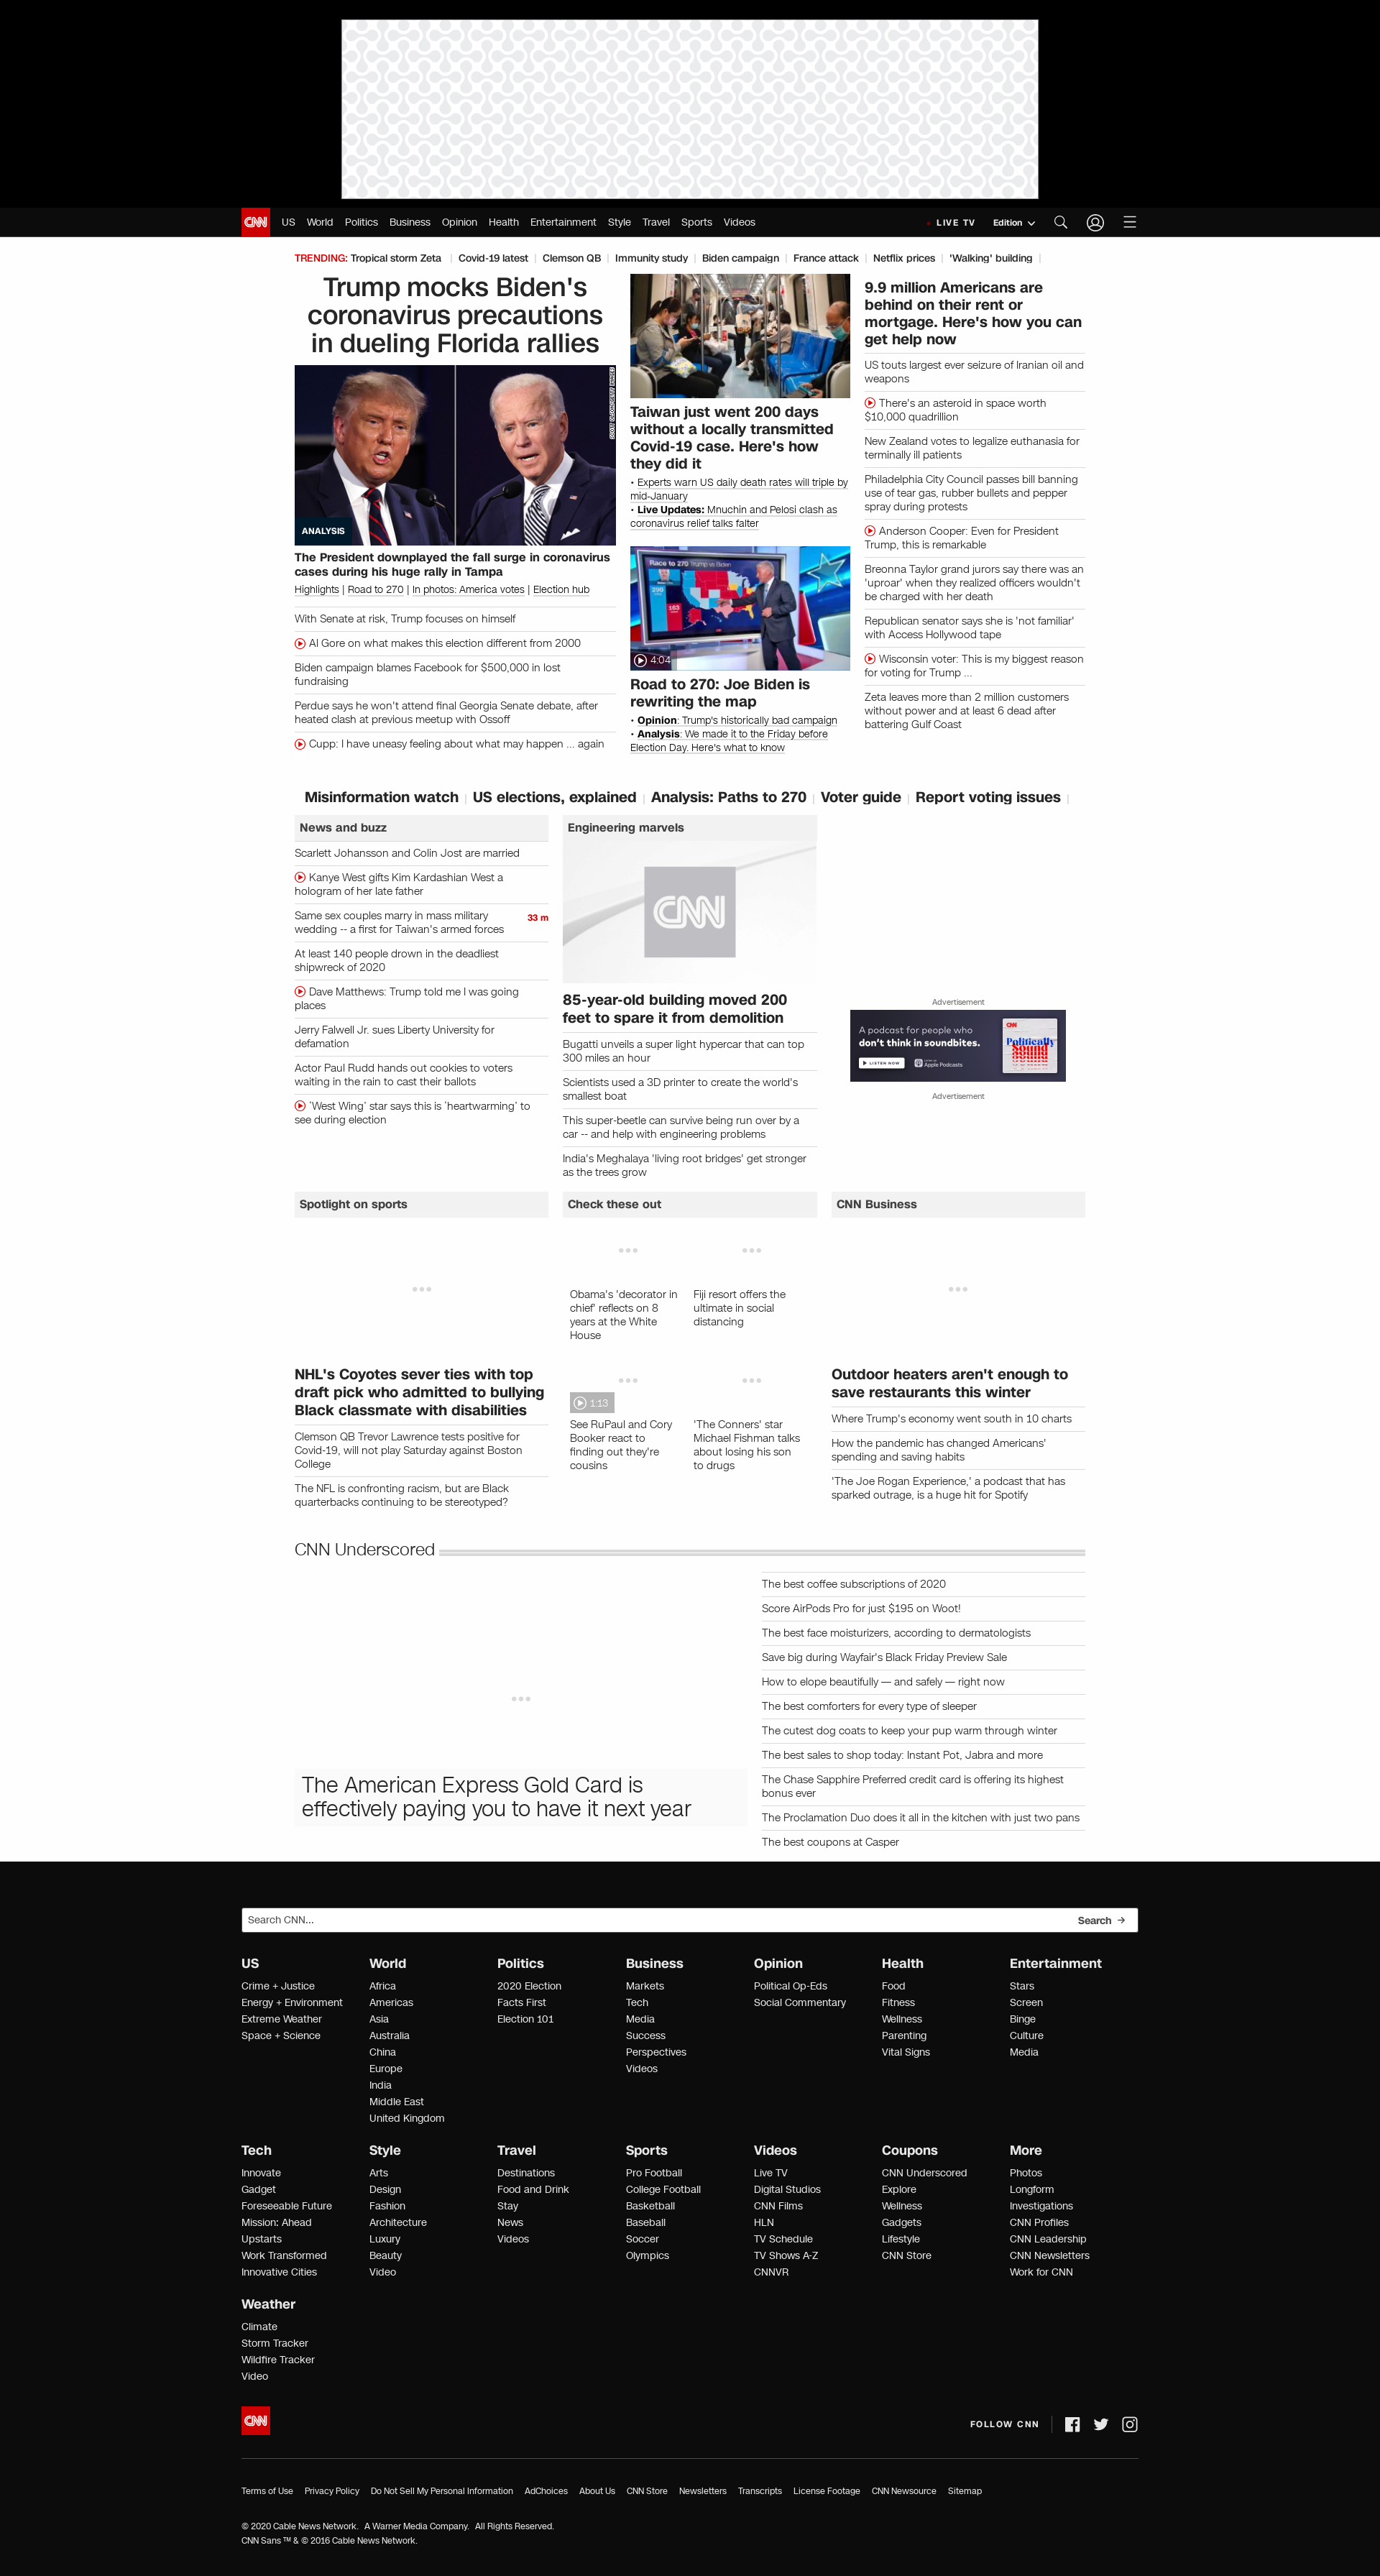 CNN US World Politics Business Opinion Health Entertainment Style Travel Sports Videos LIVE TV Edition
TRENDING: Tropical storm Zeta | Covid-19 latest | Clemson QB | Immunity study | Biden campaign | France attack | Netflix prices | 'Walking' building |
Trump mocks Biden's
coronavirus precautions
in dueling Florida rallies
ANALYSIS
The President downplayed the fall surge in coronavirus
cases during his huge rally in Tampa
Highlights | Road to 270 | In photos: America votes | Election hub
With Senate at risk, Trump focuses on himself
Al Gore on what makes this election different from 2000
Biden campaign blames Facebook for $500,000 in lost
fundraising
Perdue says he won't attend final Georgia Senate debate, after
heated clash at previous meetup with Ossoff
Cupp: I have uneasy feeling about what may happen ... again
Taiwan just went 200 days
without a locally transmitted
Covid-19 case. Here's how
they did it
• Experts warn US daily death rates will triple by
mid-January
• Live Updates: Mnuchin and Pelosi clash as
coronavirus relief talks falter
Race to 270 Trump vs Biden
290
163
4:04
Road to 270: Joe Biden is
rewriting the map
• Opinion: Trump's historically bad campaign
• Analysis: We made it to the Friday before
Election Day. Here's what to know
9.9 million Americans are
behind on their rent or
mortgage. Here's how you can
get help now
US touts largest ever seizure of Iranian oil and
weapons
There's an asteroid in space worth
$10,000 quadrillion
New Zealand votes to legalize euthanasia for
terminally ill patients
Philadelphia City Council passes bill banning
use of tear gas, rubber bullets and pepper
spray during protests
Anderson Cooper: Even for President
Trump, this is remarkable
Breonna Taylor grand jurors say there was an
'uproar' when they realized officers wouldn't
be charged with her death
Republican senator says she is 'not familiar'
with Access Hollywood tape
Wisconsin voter: This is my biggest reason
for voting for Trump ...
Zeta leaves more than 2 million customers
without power and at least 6 dead after
battering Gulf Coast
Misinformation watch | US elections, explained | Analysis: Paths to 270 | Voter guide | Report voting issues |
News and buzz
Scarlett Johansson and Colin Jost are married
Kanye West gifts Kim Kardashian West a
hologram of her late father
Same sex couples marry in mass military 33 m
wedding -- a first for Taiwan's armed forces
At least 140 people drown in the deadliest
shipwreck of 2020
Dave Matthews: Trump told me I was going
places
Jerry Falwell Jr. sues Liberty University for
defamation
Actor Paul Rudd hands out cookies to voters
waiting in the rain to cast their ballots
'West Wing' star says this is 'heartwarming' to
see during election
Engineering marvels
CNN
85-year-old building moved 200
feet to spare it from demolition
Bugatti unveils a super light hypercar that can top
300 miles an hour
Scientists used a 3D printer to create the world's
smallest boat
This super-beetle can survive being run over by a
car -- and help with engineering problems
India's Meghalaya 'living root bridges' get stronger
as the trees grow
Advertisement
A podcast for people who
don't think in soundbites.
LISTEN NOW Apple Podcasts
CNN
Politically
Sound
Advertisement
Spotlight on sports
NHL's Coyotes sever ties with top
draft pick who admitted to bullying
Black classmate with disabilities
Clemson QB Trevor Lawrence tests positive for
Covid-19, will not play Saturday against Boston
College
The NFL is confronting racism, but are Black
quarterbacks continuing to be stereotyped?
Check these out
Obama's 'decorator in
chief' reflects on 8
years at the White
House
Fiji resort offers the
ultimate in social
distancing
1:13
See RuPaul and Cory
Booker react to
finding out they're
cousins
'The Conners' star
Michael Fishman talks
about losing his son
to drugs
CNN Business
Outdoor heaters aren't enough to
save restaurants this winter
Where Trump's economy went south in 10 charts
How the pandemic has changed Americans'
spending and saving habits
'The Joe Rogan Experience,' a podcast that has
sparked outrage, is a huge hit for Spotify
CNN Underscored
The American Express Gold Card is
effectively paying you to have it next year
The best coffee subscriptions of 2020
Score AirPods Pro for just $195 on Woot!
The best face moisturizers, according to dermatologists
Save big during Wayfair's Black Friday Preview Sale
How to elope beautifully — and safely — right now
The best comforters for every type of sleeper
The cutest dog coats to keep your pup warm through winter
The best sales to shop today: Instant Pot, Jabra and more
The Chase Sapphire Preferred credit card is offering its highest
bonus ever
The Proclamation Duo does it all in the kitchen with just two pans
The best coupons at Casper
Search CNN... Search →
US
Crime + Justice
Energy + Environment
Extreme Weather
Space + Science
World
Africa
Americas
Asia
Australia
China
Europe
India
Middle East
United Kingdom
Politics
2020 Election
Facts First
Election 101
Business
Markets
Tech
Media
Success
Perspectives
Videos
Opinion
Political Op-Eds
Social Commentary
Health
Food
Fitness
Wellness
Parenting
Vital Signs
Entertainment
Stars
Screen
Binge
Culture
Media
Tech
Innovate
Gadget
Foreseeable Future
Mission: Ahead
Upstarts
Work Transformed
Innovative Cities
Style
Arts
Design
Fashion
Architecture
Luxury
Beauty
Video
Travel
Destinations
Food and Drink
Stay
News
Videos
Sports
Pro Football
College Football
Basketball
Baseball
Soccer
Olympics
Videos
Live TV
Digital Studios
CNN Films
HLN
TV Schedule
TV Shows A-Z
CNNVR
Coupons
CNN Underscored
Explore
Wellness
Gadgets
Lifestyle
CNN Store
More
Photos
Longform
Investigations
CNN Profiles
CNN Leadership
CNN Newsletters
Work for CNN
Weather
Climate
Storm Tracker
Wildfire Tracker
Video
CNN
FOLLOW CNN
Terms of Use Privacy Policy Do Not Sell My Personal Information AdChoices About Us CNN Store Newsletters Transcripts License Footage CNN Newsource Sitemap
© 2020 Cable News Network. A Warner Media Company. All Rights Reserved.
CNN Sans ™ & © 2016 Cable News Network.